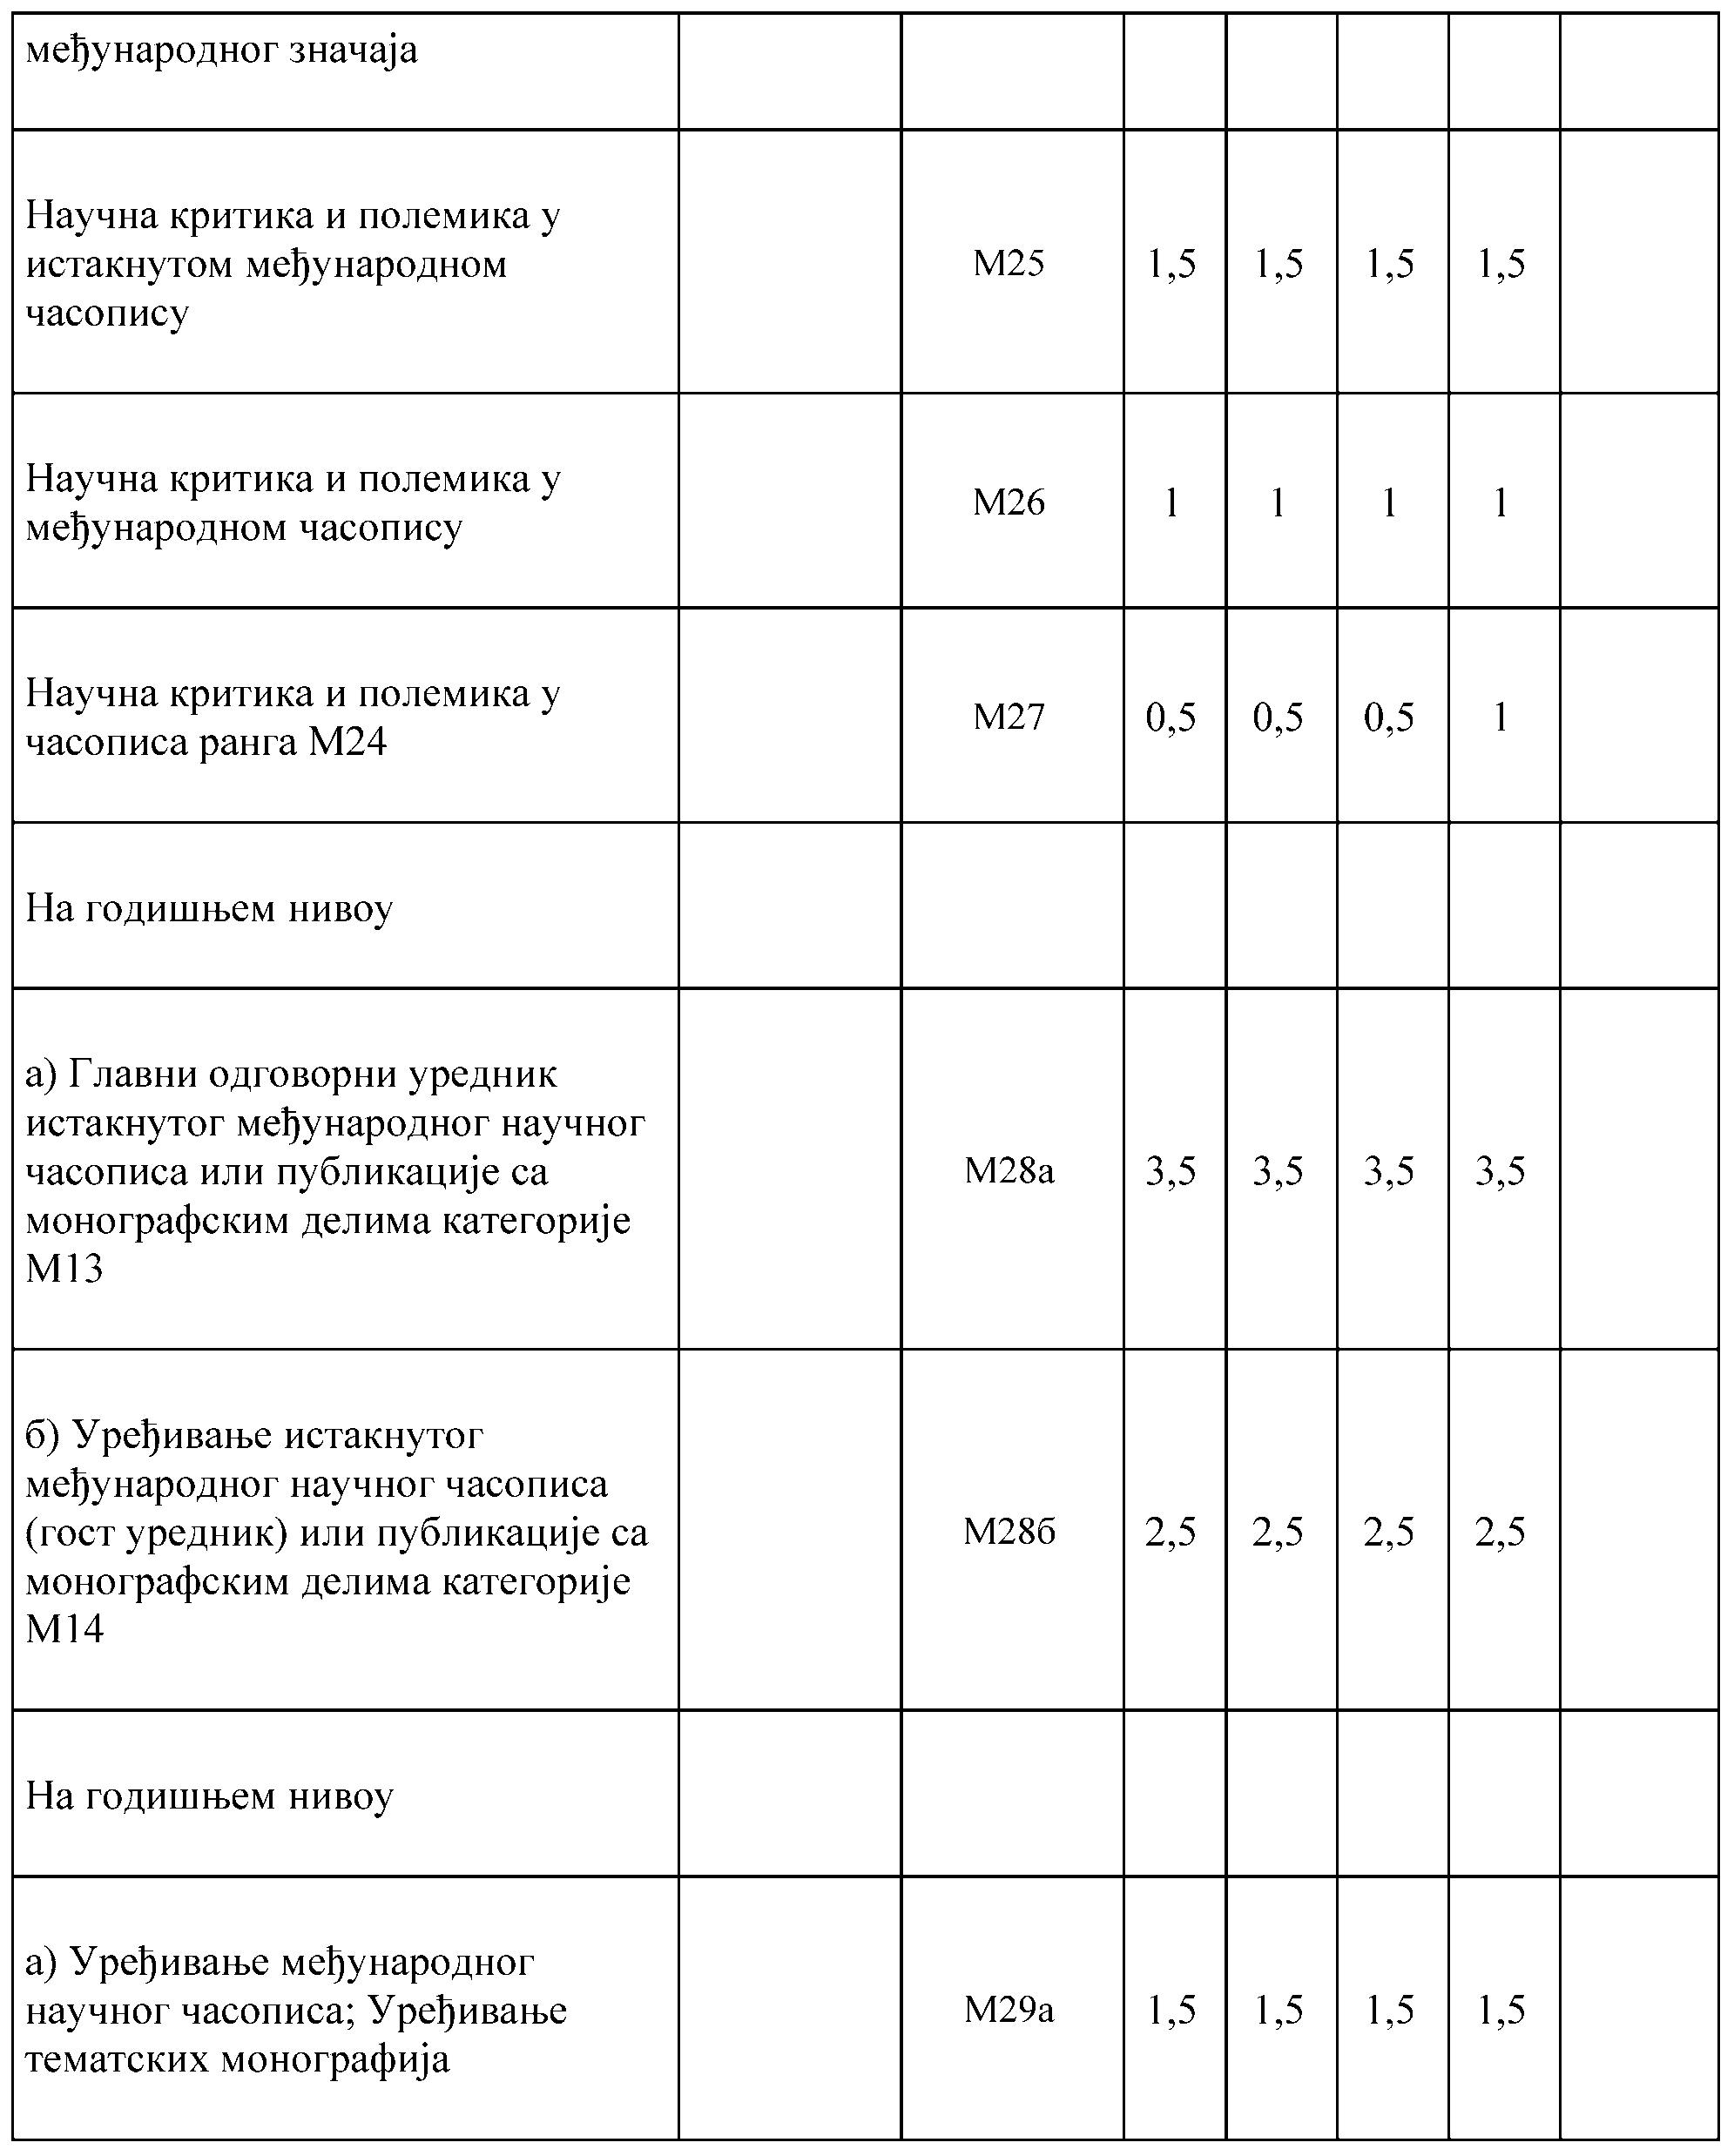 међународног значаја
Научна критика и полемика у
истакнутом међународном
часопису
М25 1,5 1,5 1,5 1,5
Научна критика и полемика у
међународном часопису
М26 1 1 1 1
Научна критика и полемика у
часописа ранга М24
М27 0,5 0,5 0,5 1
На годишњем нивоу
а) Главни одговорни уредник
истакнутог међународног научног
часописа или публикације са
монографским делима категорије
М13
М28а 3,5 3,5 3,5 3,5
б) Уређивање истакнутог
међународног научног часописа
(гост уредник) или публикације са
монографским делима категорије
М14
М28б 2,5 2,5 2,5 2,5
На годишњем нивоу
а) Уређивање међународног
научног часописа; Уређивање
тематских монографија
М29а 1,5 1,5 1,5 1,5